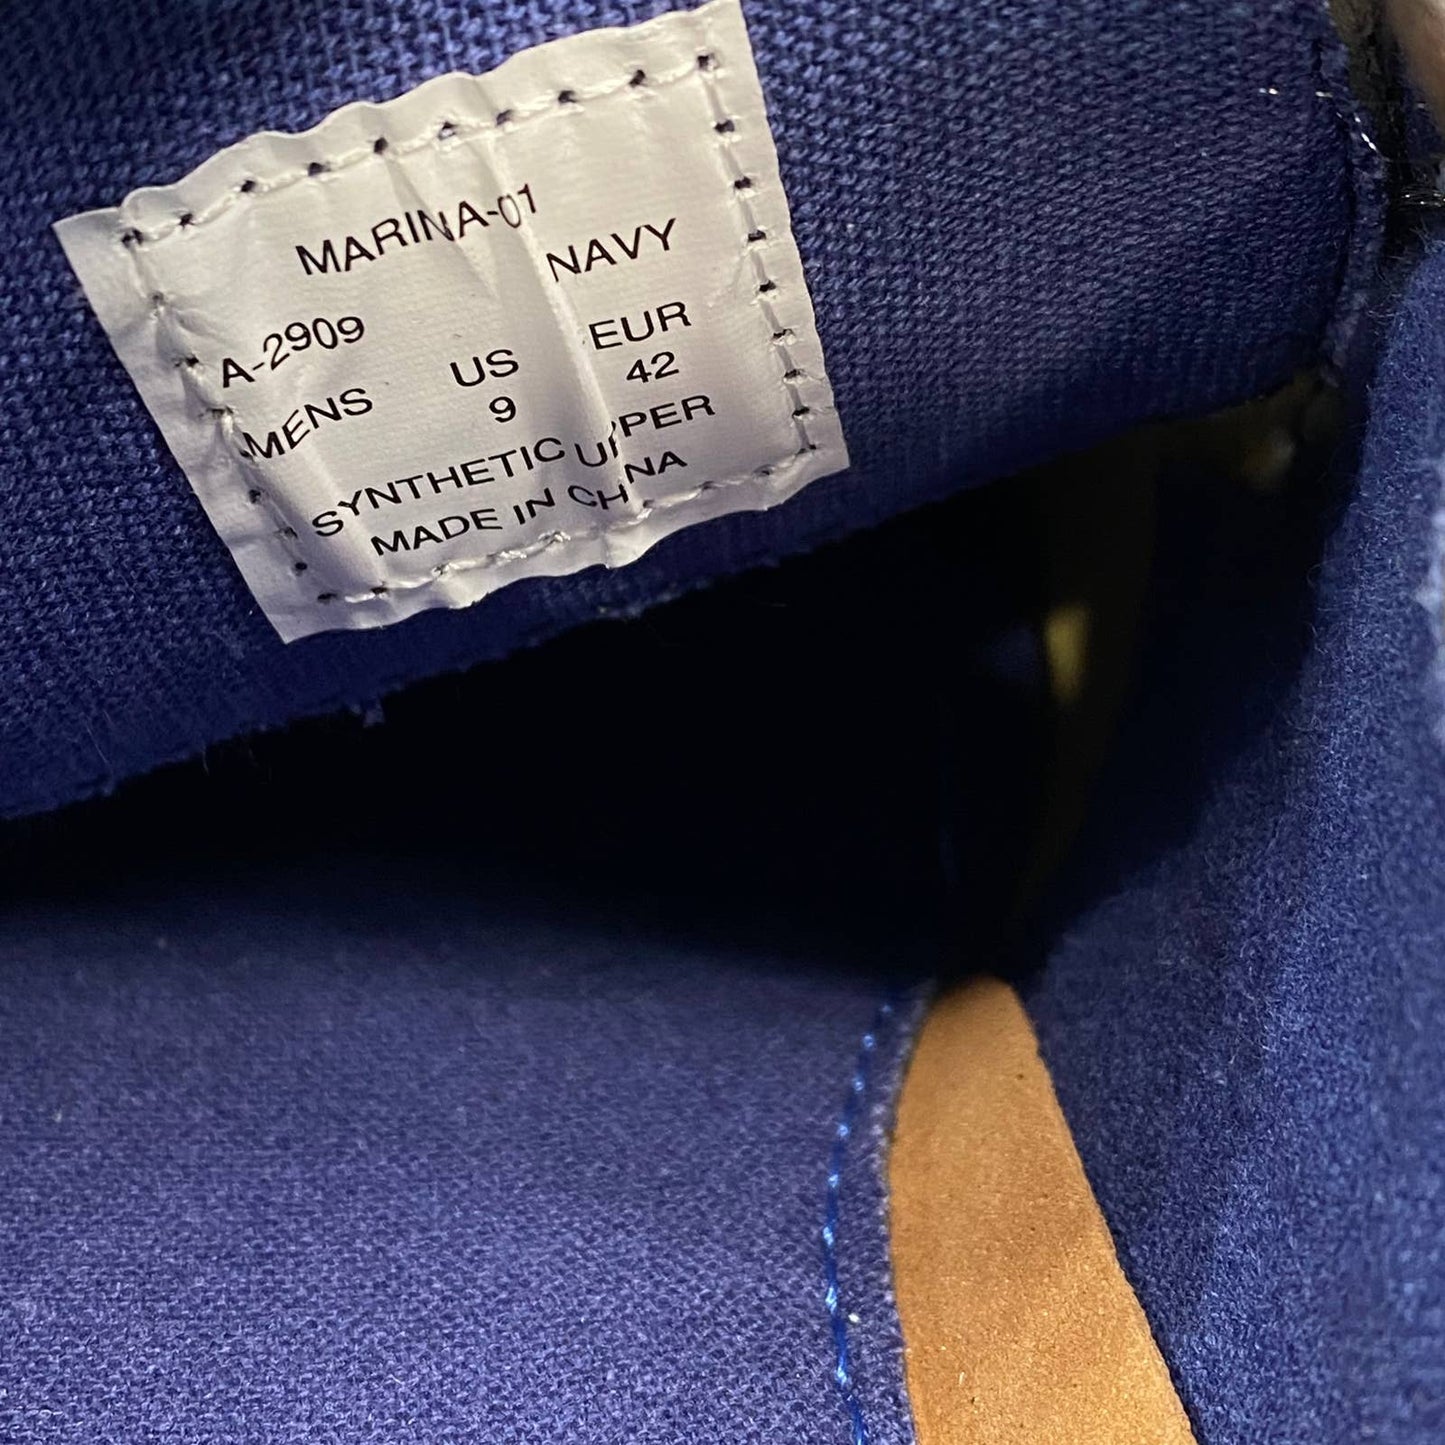 MARINA-01 NAVY
A-2909
MENS US EUR
9 42
SYNTHETIC UPPER
MADE IN CHINA